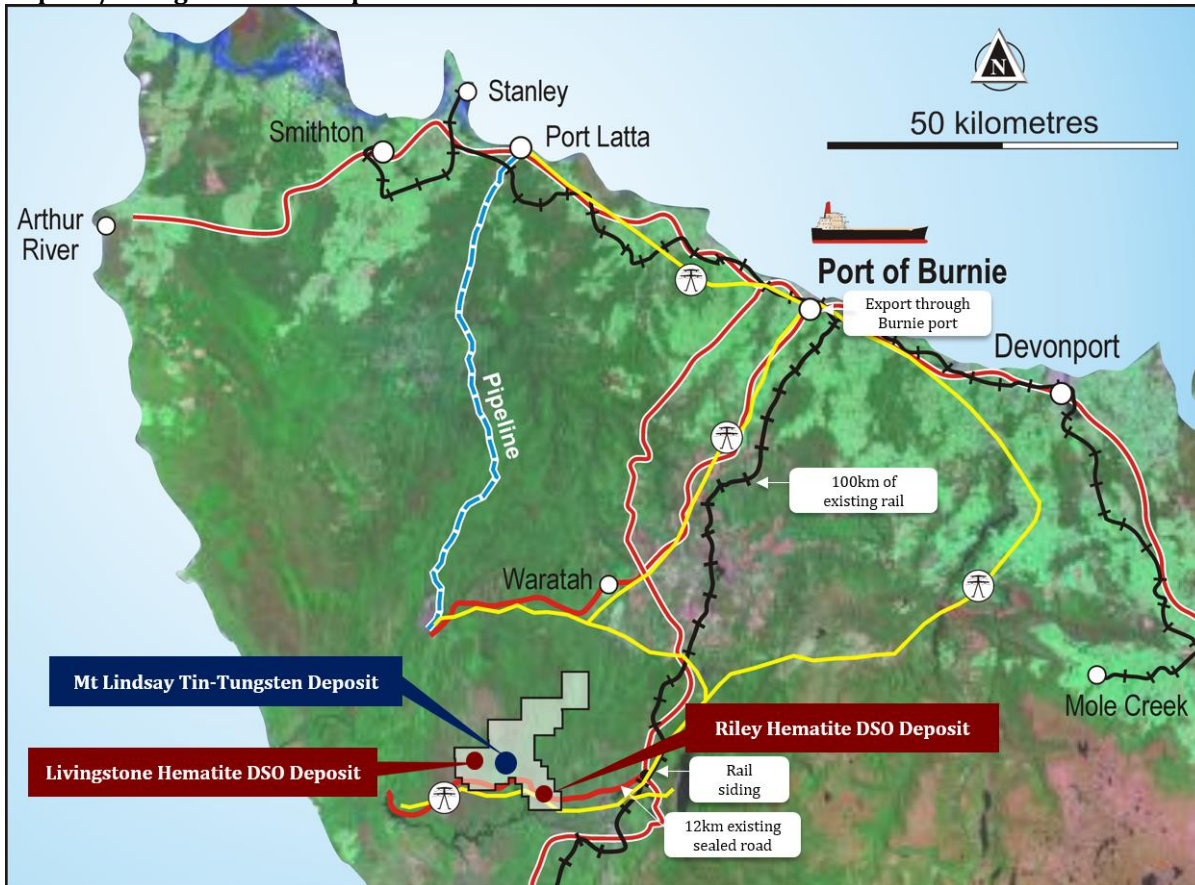 Stanley
Smithton
Port Latta
N
50 kilometres
Arthur
River
Port of Burnie
Export through
Burnie port
Devonport
Pipeline
100km of
existing rail
Waratah
Mt Lindsay Tin-Tungsten Deposit
Mole Creek
Riley Hematite DSO Deposit
Livingstone Hematite DSO Deposit
Rail
siding
12km existing
sealed road